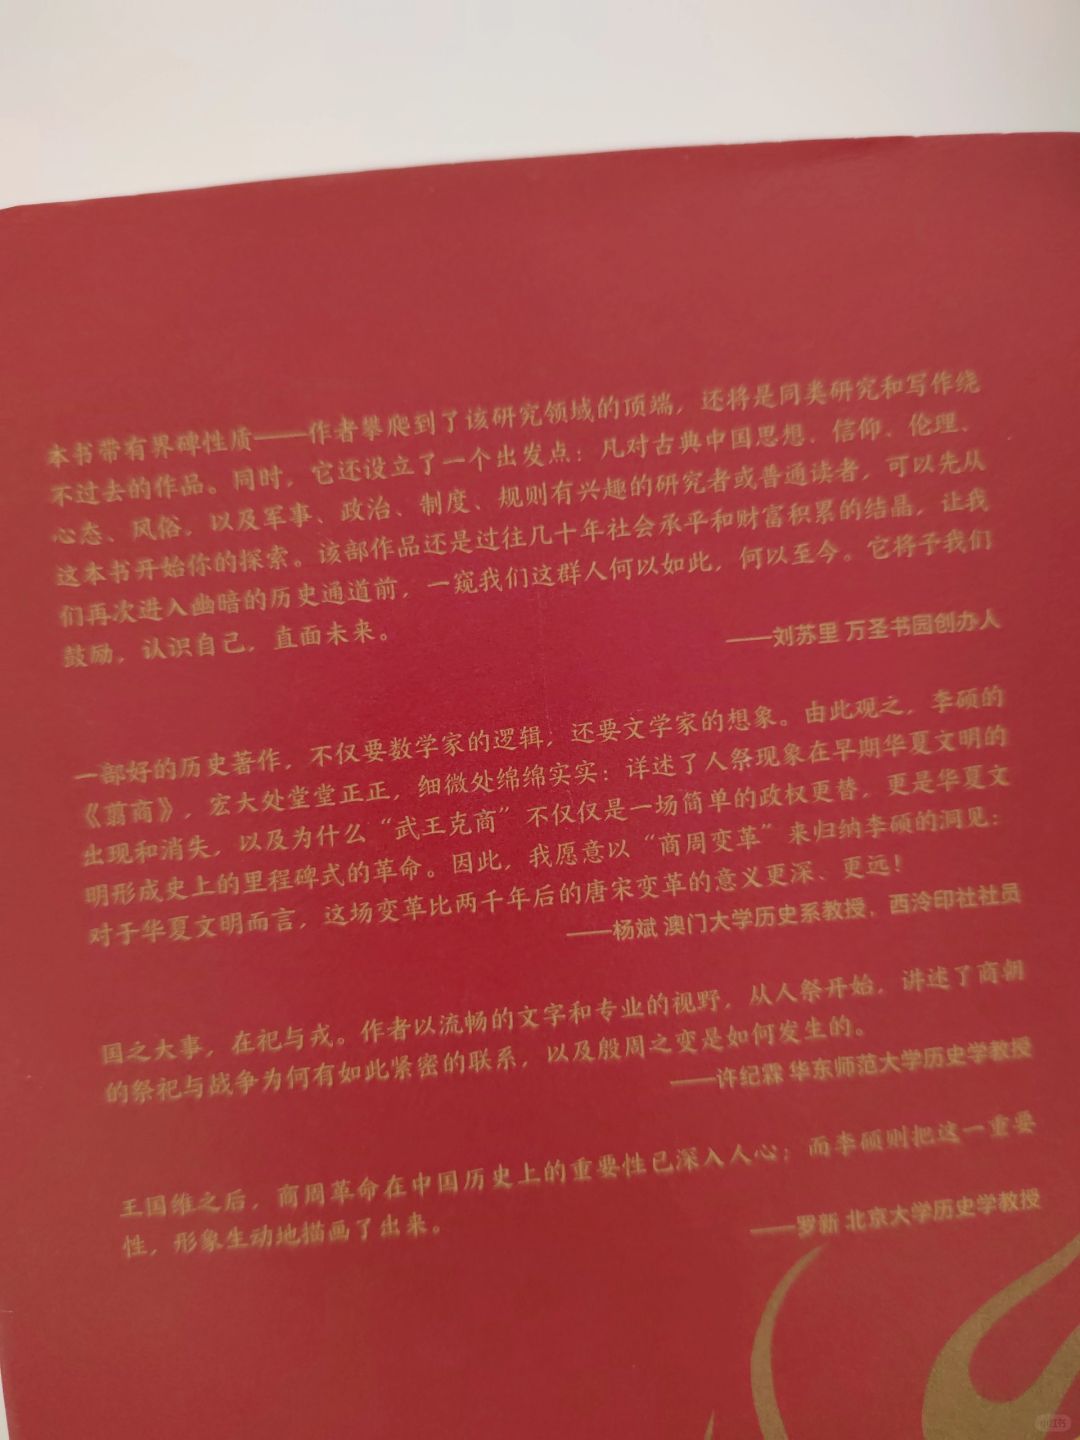 本书带有界碑性质——作者攀爬到了该研究领域的顶端，还将是同类研究和写作绕
不过去的作品。同时，它还设立了一个出发点：凡对古典中国思想、信仰、伦理、
心态、风俗，以及军事、政治、制度、规则有兴趣的研究者或普通读者，可以先从
这本书开始你的探索。该部作品还是过往几十年社会承平和财富积累的结晶，让我
们再次进入幽暗的历史通道前，一窥我们这群人何以如此，何以至今。它将予我们
鼓励，认识自己，直面未来。
——刘苏里 万圣书园创办人
一部好的历史著作，不仅要数学家的逻辑，还要文学家的想象。由此观之，李硕的
《翦商》，宏大处堂堂正正，细微处绵绵实实：详述了人祭现象在早期华夏文明的
出现和消失，以及为什么“武王克商”不仅仅是一场简单的政权更替，更是华夏文
明形成史上的里程碑式的革命。因此，我愿意以“商周变革”来归纳李硕的洞见：
对于华夏文明而言，这场变革比两千年后的唐宋变革的意义更深、更远！
——杨斌 澳门大学历史系教授，西泠印社社员
国之大事，在祀与戎。作者以流畅的文字和专业的视野，从人祭开始，讲述了商朝
的祭祀与战争为何有如此紧密的联系，以及殷周之变是如何发生的。
——许纪霖 华东师范大学历史学教授
王国维之后，商周革命在中国历史上的重要性已深入人心；而李硕则把这一重要
性，形象生动地描画了出来。
——罗新 北京大学历史学教授
小红书